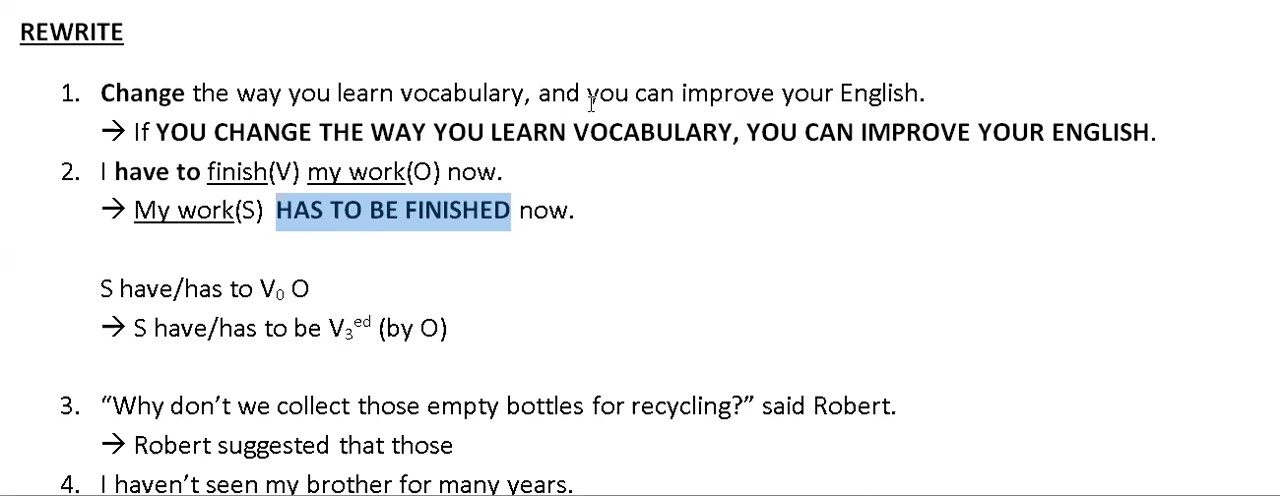 REWRITE
1. Change the way you learn vocabulary, and you can improve your English.
→ If YOU CHANGE THE WAY YOU LEARN VOCABULARY, YOU CAN IMPROVE YOUR ENGLISH.
2. I have to finish(V) my work(O) now.
→ My work(S) HAS TO BE FINISHED now.
S have/has to V₀ O
→ S have/has to be V₃ᵉᵈ (by O)
3. “Why don’t we collect those empty bottles for recycling?” said Robert.
→ Robert suggested that those
4. I haven’t seen my brother for many years.